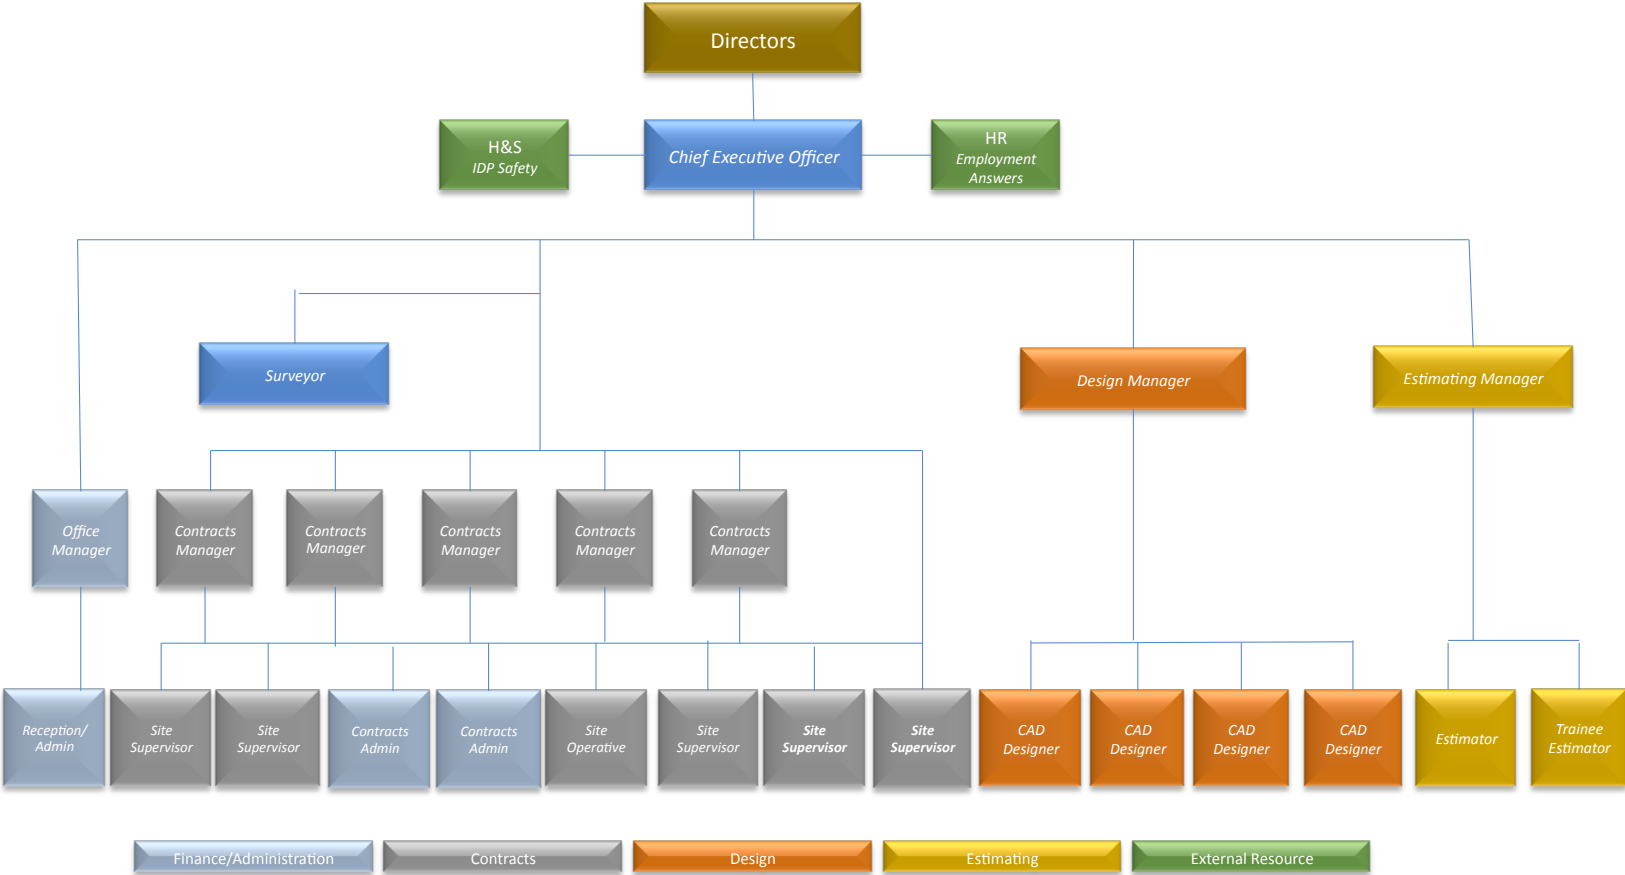 Directors
H&S
IDP Safety
Chief Executive Officer
HR
Employment
Answers
Surveyor
Design Manager
Estimating Manager
Office
Manager
Contracts
Manager
Contracts
Manager
Contracts
Manager
Contracts
Manager
Contracts
Manager
Reception/
Admin
Site
Supervisor
Site
Supervisor
Contracts
Admin
Contracts
Admin
Site
Operative
Site
Supervisor
Site
Supervisor
Site
Supervisor
CAD
Designer
CAD
Designer
CAD
Designer
CAD
Designer
Estimator
Trainee
Estimator
Finance/Administration
Contracts
Design
Estimating
External Resource